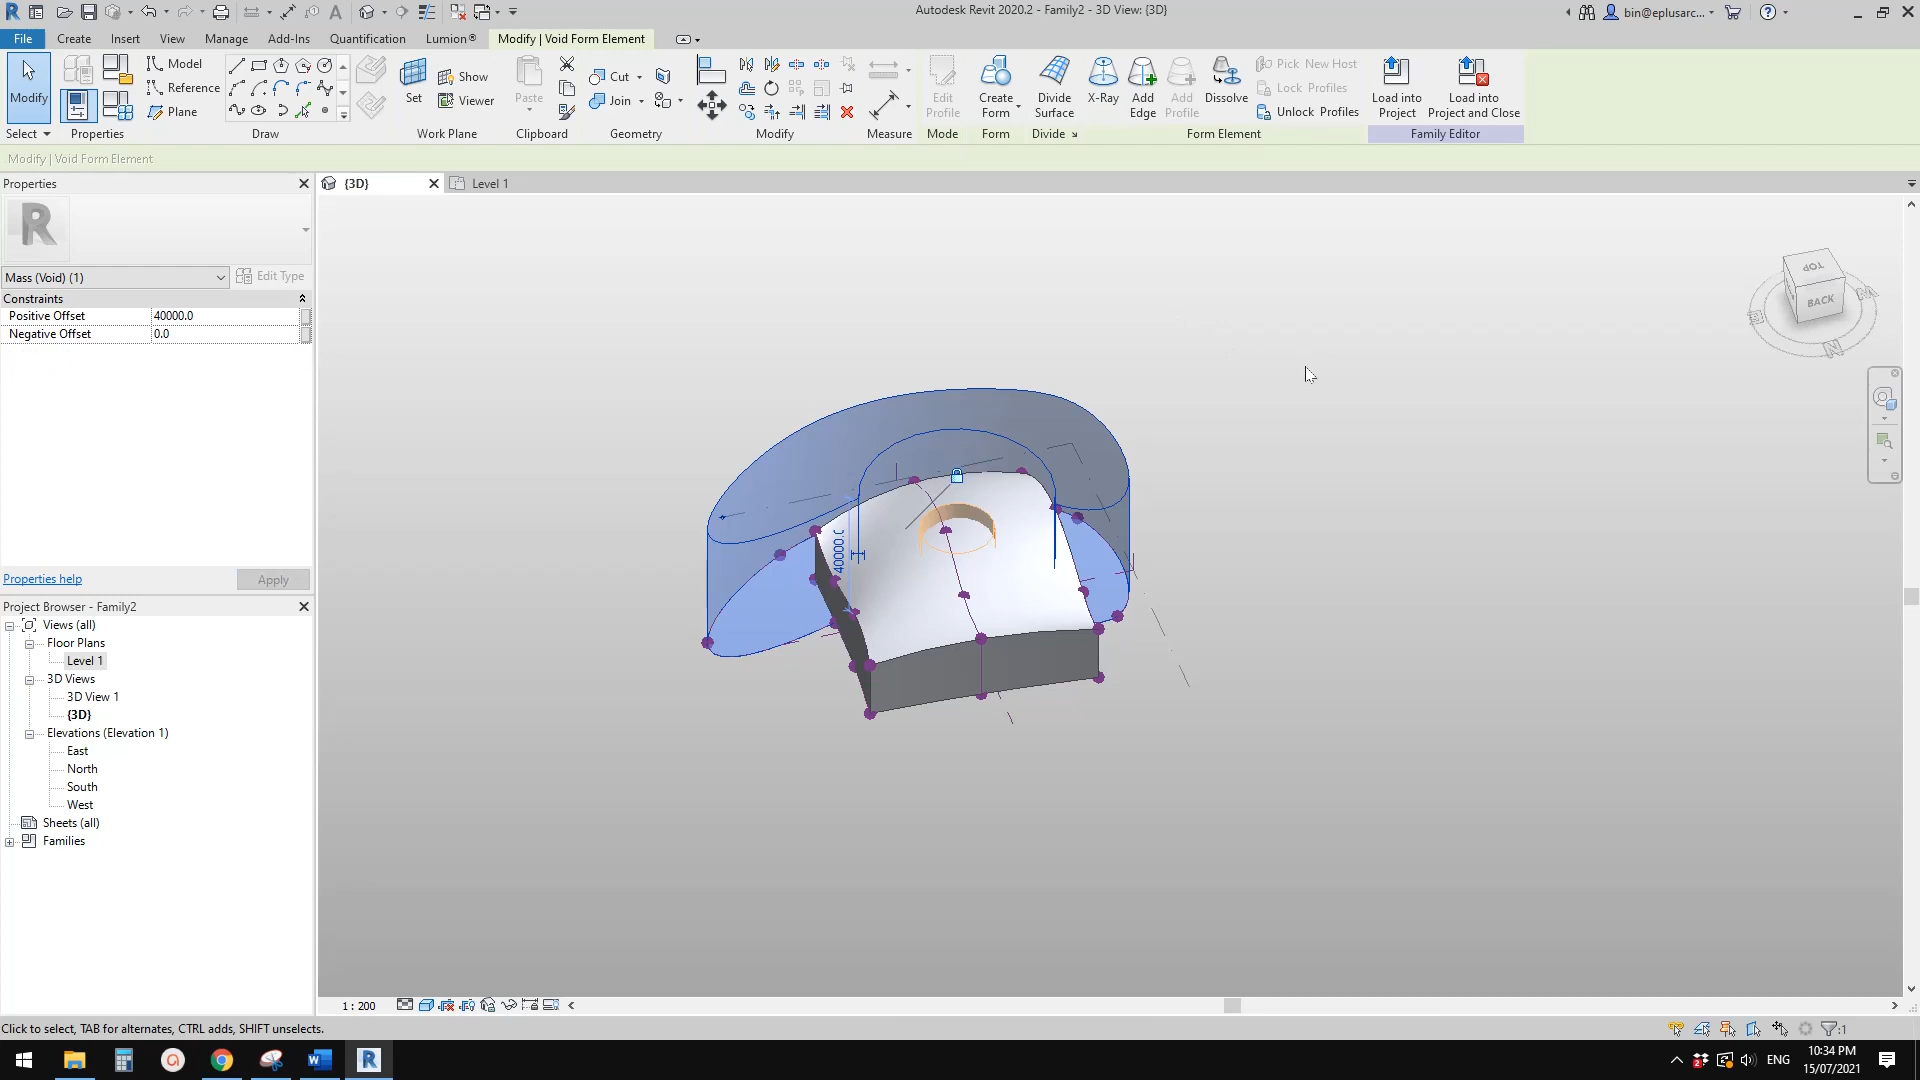 Autodesk Revit 2020.2 - Family2 - 3D View: {3D}
bin@eplusarc...
File
Create
Insert
View
Manage
Add-Ins
Quantification
Lumion®
Modify | Void Form Element
Modify
Model
Reference
Plane
Set
Show
Viewer
Paste
Cut
Join
Edit Profile
Create Form
Divide Surface
X-Ray
Add Edge
Add Profile
Dissolve
Pick New Host
Lock Profiles
Unlock Profiles
Load into Project
Load into Project and Close
Select
Properties
Draw
Work Plane
Clipboard
Geometry
Modify
Measure
Mode
Form
Divide
Form Element
Family Editor
Modify | Void Form Element
Properties
{3D}
Level 1
Mass (Void) (1)
Edit Type
Constraints
Positive Offset 40000.0
Negative Offset 0.0
TOP
BACK
N
40000.0
Properties help
Apply
Project Browser - Family2
Views (all)
Floor Plans
Level 1
3D Views
3D View 1
{3D}
Elevations (Elevation 1)
East
North
South
West
Sheets (all)
Families
1 : 200
Click to select, TAB for alternates, CTRL adds, SHIFT unselects.
:1
ENG
10:34 PM
15/07/2021